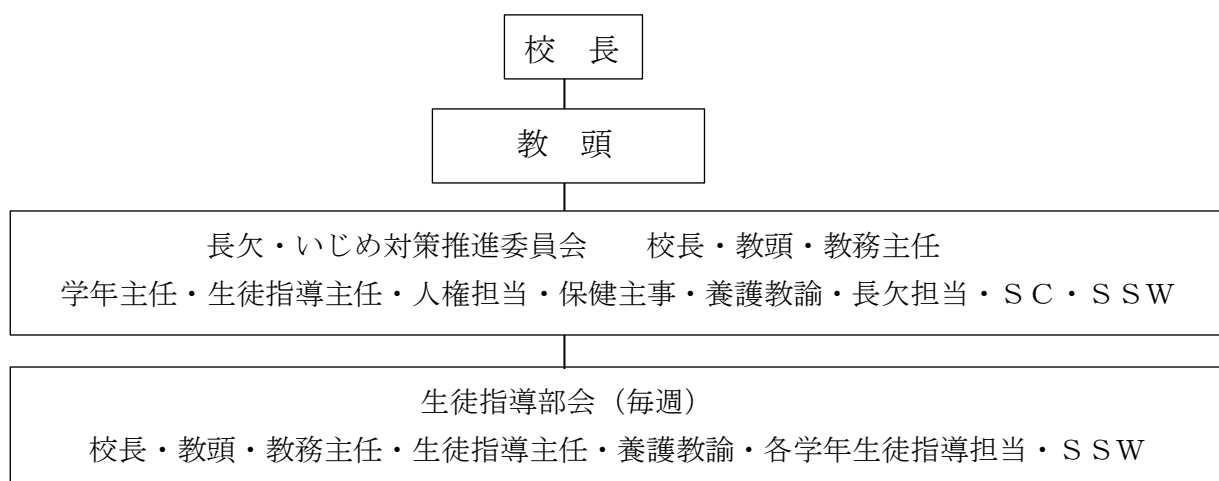 校　長
教　頭
長欠・いじめ対策推進委員会　　校長・教頭・教務主任
学年主任・生徒指導主任・人権担当・保健主事・養護教諭・長欠担当・ＳＣ・ＳＳＷ
生徒指導部会（毎週）
校長・教頭・教務主任・生徒指導主任・養護教諭・各学年生徒指導担当・ＳＳＷ